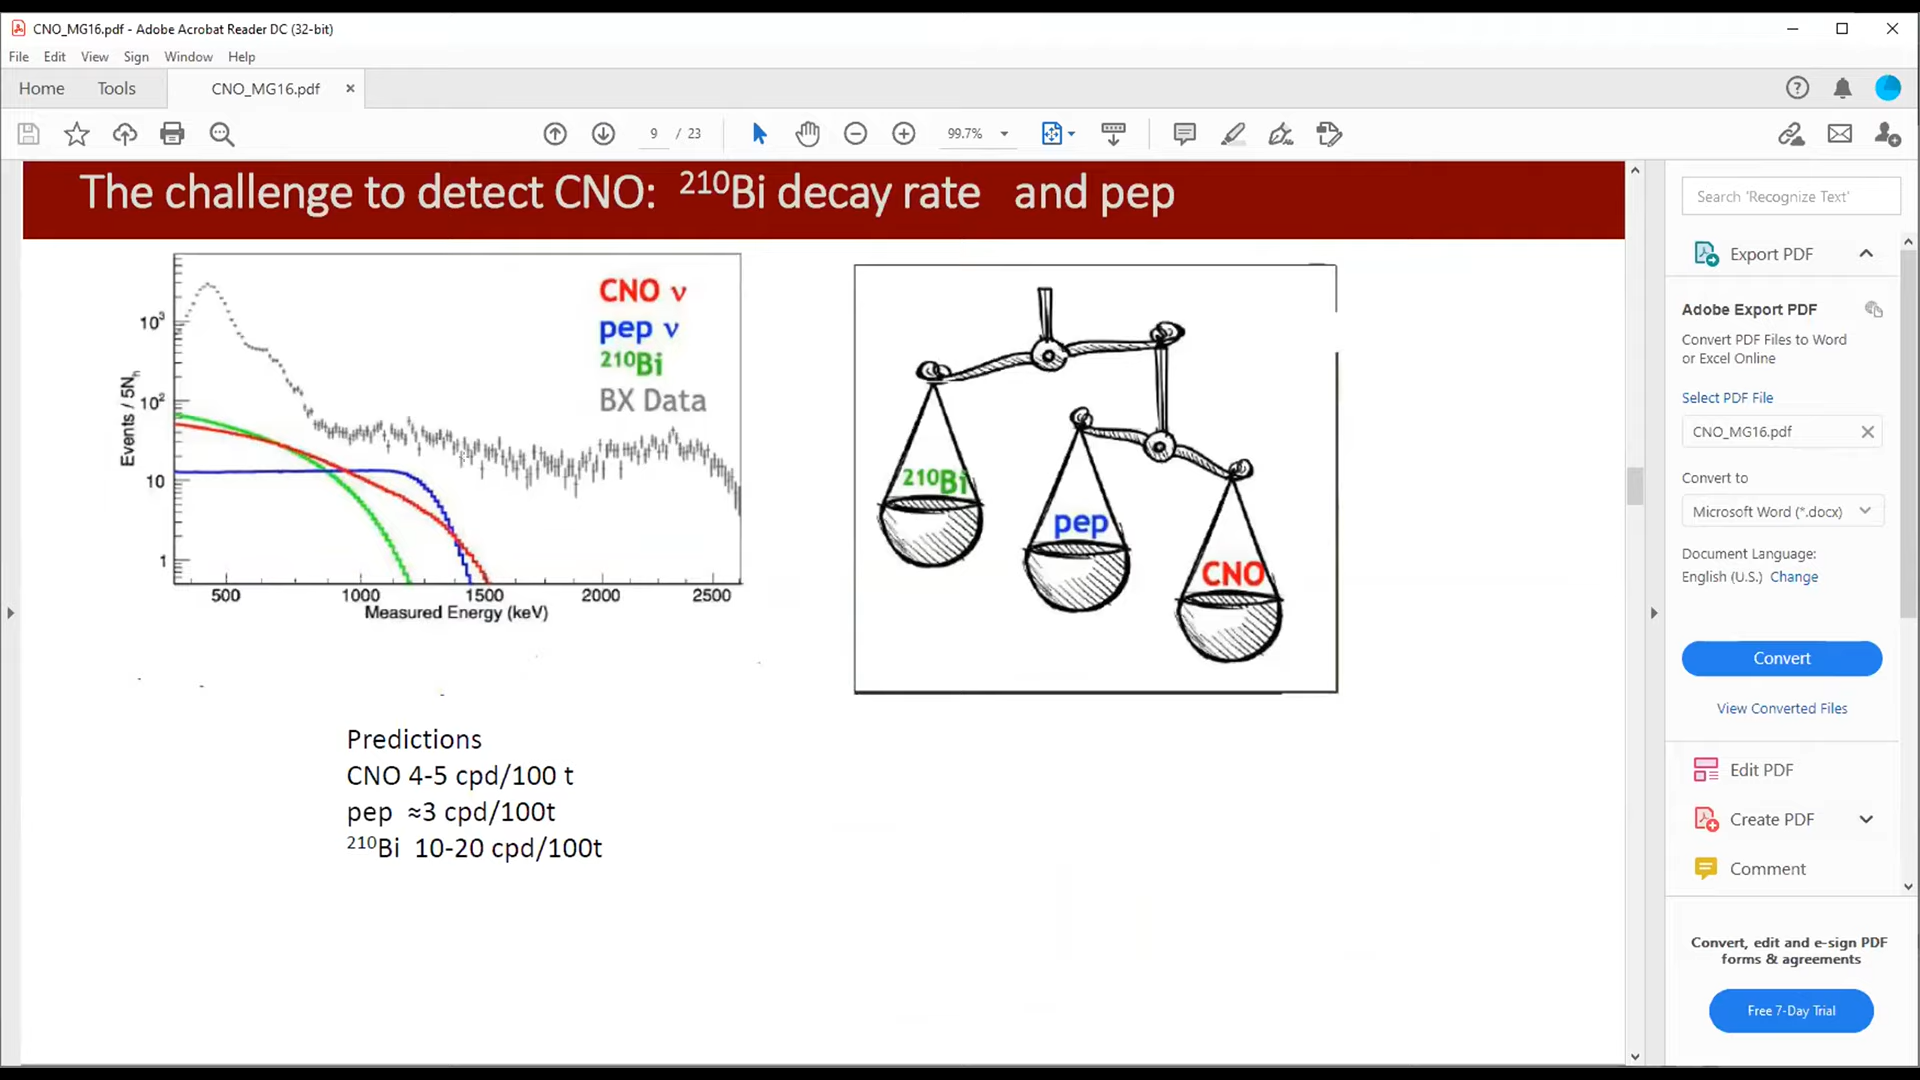 CNO_MG16.pdf - Adobe Acrobat Reader DC (32-bit)
File Edit View Sign Window Help
Home Tools CNO_MG16.pdf
9 / 23 99.7%
The challenge to detect CNO: ²¹⁰Bi decay rate and pep
CNO ν
pep ν
²¹⁰Bi
BX Data
Events / 5Nₕ
10³
10²
10
1
500 1000 1500 2000 2500
Measured Energy (keV)
²¹⁰Bi
pep
CNO
Predictions
CNO 4-5 cpd/100 t
pep ≈3 cpd/100t
²¹⁰Bi 10-20 cpd/100t
Search 'Recognize Text'
Export PDF
Adobe Export PDF
Convert PDF Files to Word
or Excel Online
Select PDF File
CNO_MG16.pdf
Convert to
Microsoft Word (*.docx)
Document Language:
English (U.S.) Change
Convert
View Converted Files
Edit PDF
Create PDF
Comment
Convert, edit and e-sign PDF
forms & agreements
Free 7-Day Trial